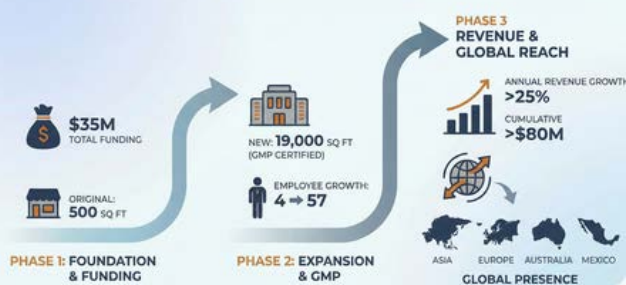 $35M
TOTAL FUNDING
ORIGINAL:
500 SQ FT
PHASE 1: FOUNDATION
& FUNDING
NEW: 19,000 SQ FT
(GMP CERTIFIED)
EMPLOYEE GROWTH:
4 ➡ 57
PHASE 2: EXPANSION
& GMP
PHASE 3
REVENUE &
GLOBAL REACH
ANNUAL REVENUE GROWTH
>25%
CUMULATIVE
>$80M
ASIA EUROPE AUSTRALIA MEXICO
GLOBAL PRESENCE